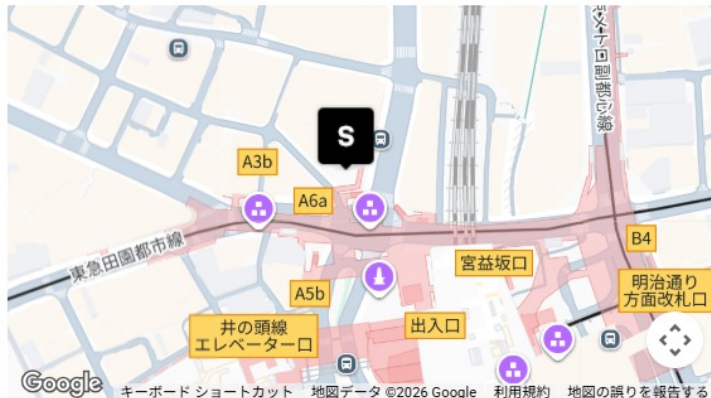 京メトロ副都心線
S
A3b
A6a
東急田園都市線
B4
宮益坂口
明治通り
方面改札口
A5b
井の頭線
エレベーター口
出入口
Google
キーボード ショートカット
地図データ ©2026 Google
利用規約
地図の誤りを報告する